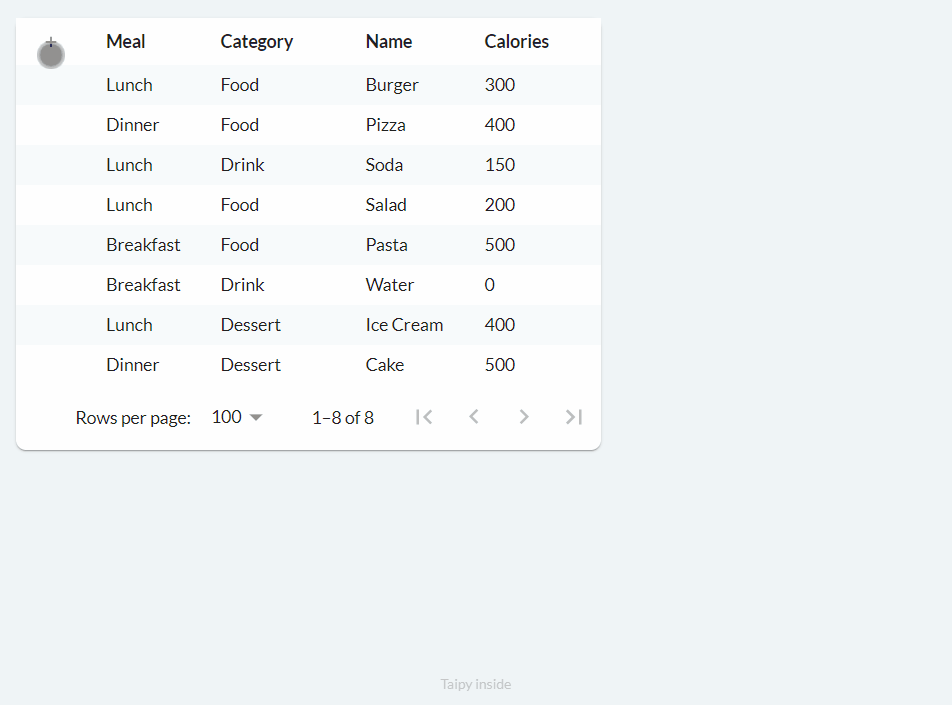 Meal Category Name Calories
Lunch Food Burger 300
Dinner Food Pizza 400
Lunch Drink Soda 150
Lunch Food Salad 200
Breakfast Food Pasta 500
Breakfast Drink Water 0
Lunch Dessert Ice Cream 400
Dinner Dessert Cake 500
Rows per page: 100 1–8 of 8
Taipy inside